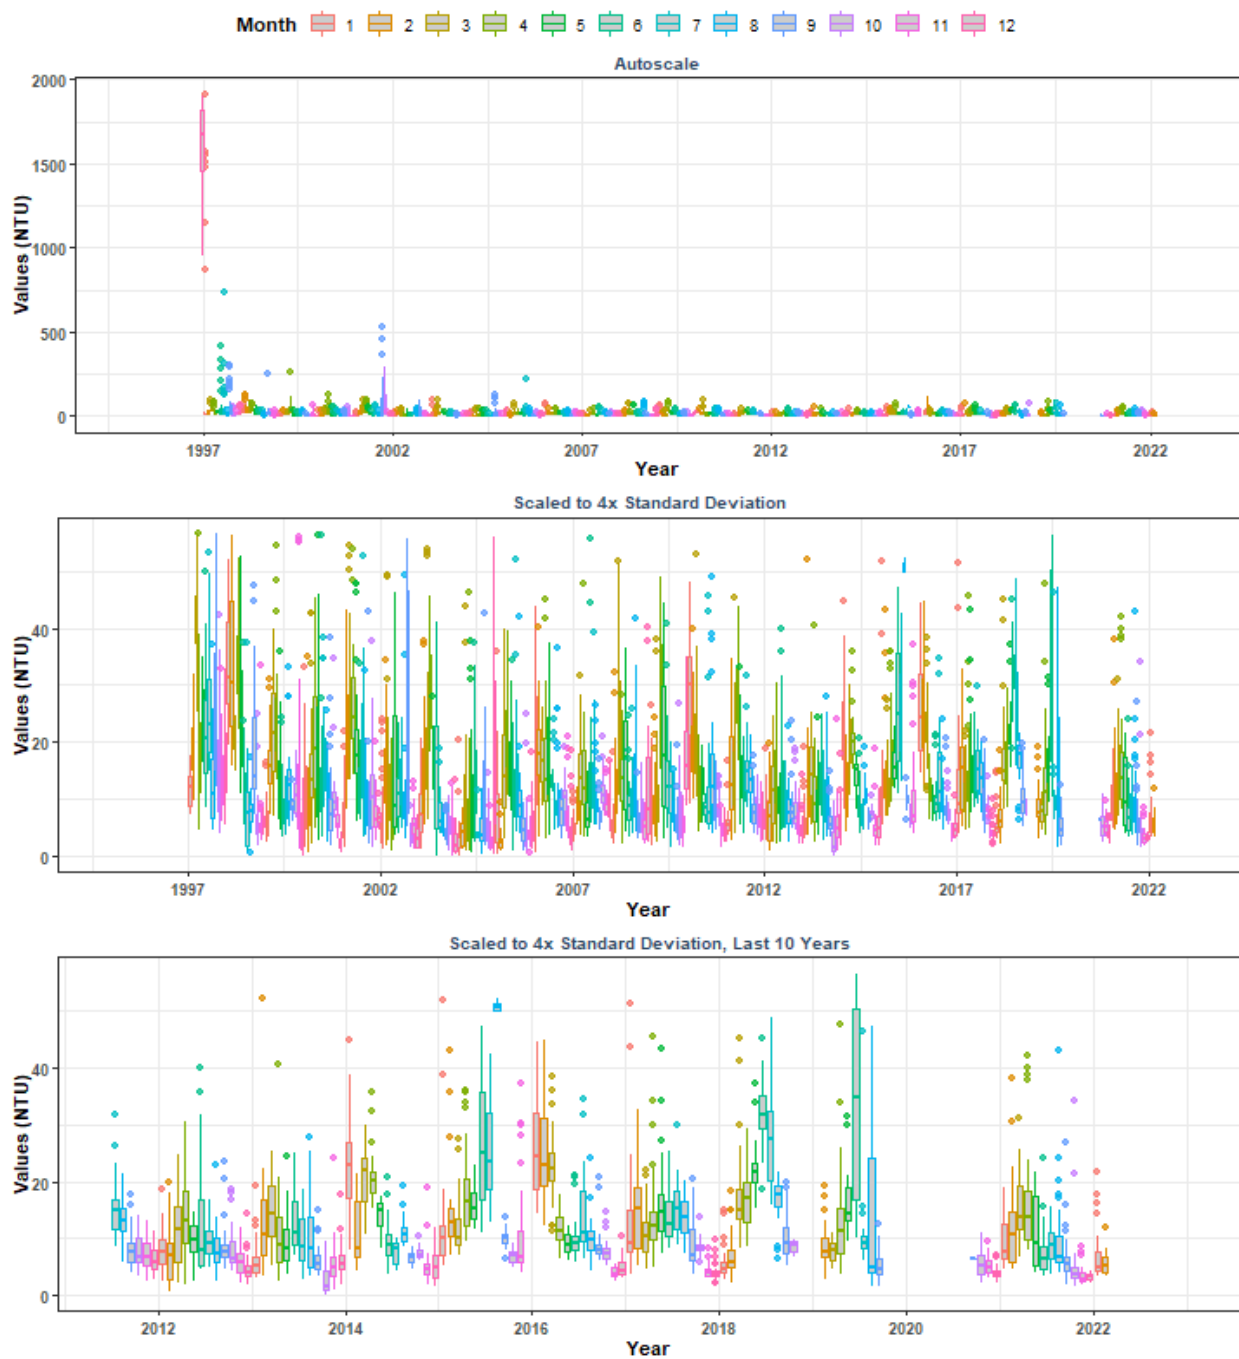 Month 1 2 3 4 5 6 7 8 9 10 11 12
Autoscale
Values (NTU)
2000
1500
1000
500
0
1997 2002 2007 2012 2017 2022
Year
Scaled to 4x Standard Deviation
Values (NTU)
40
20
0
1997 2002 2007 2012 2017 2022
Year
Scaled to 4x Standard Deviation, Last 10 Years
Values (NTU)
40
20
0
2012 2014 2016 2018 2020 2022
Year